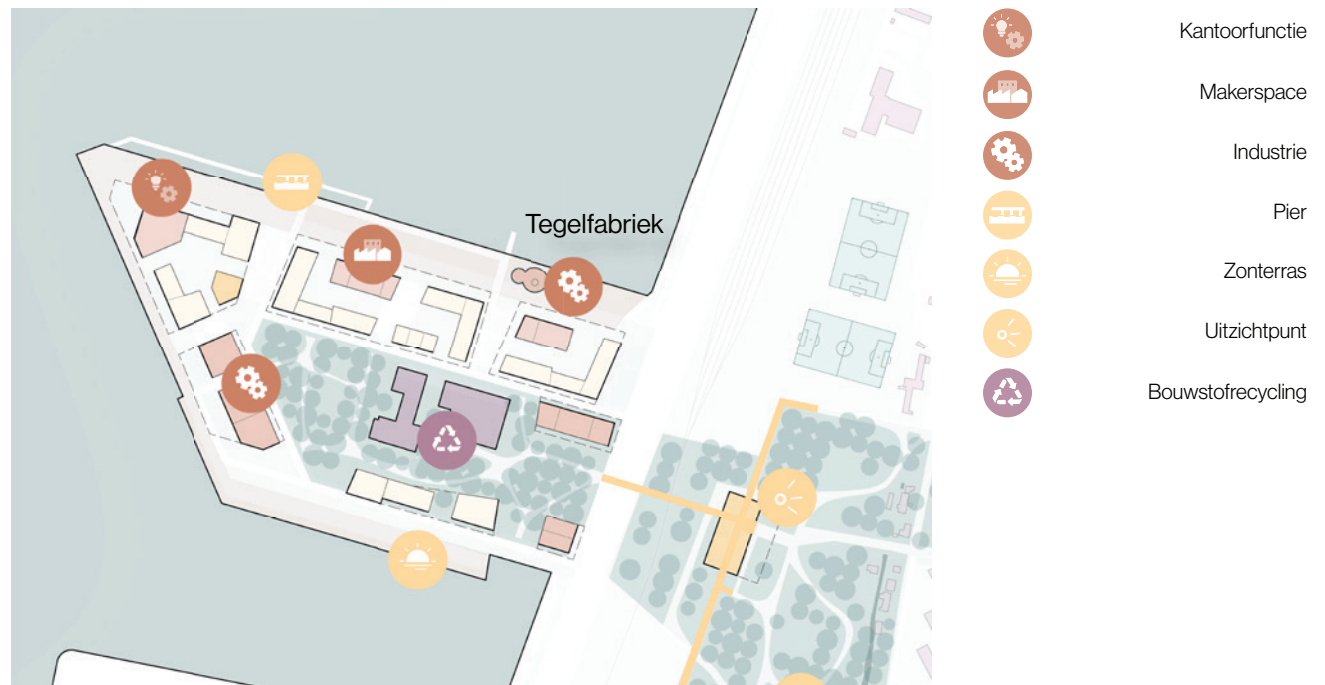 Tegelfabriek
Kantoorfunctie
Makerspace
Industrie
Pier
Zonterras
Uitzichtpunt
Bouwstofrecycling